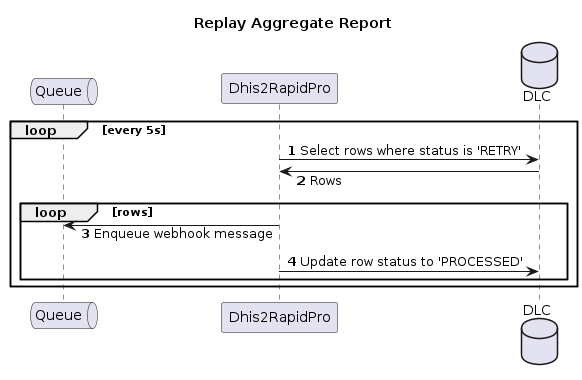 Replay Aggregate Report
Queue
Dhis2RapidPro
DLC
loop [every 5s]
1 Select rows where status is 'RETRY'
2 Rows
loop [rows]
3 Enqueue webhook message
4 Update row status to 'PROCESSED'
Queue
Dhis2RapidPro
DLC